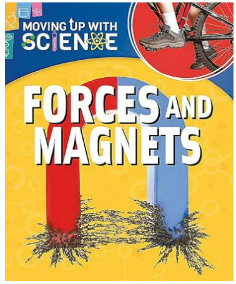 MOVING UP WITH
SCIENCE
FORCES AND
MAGNETS